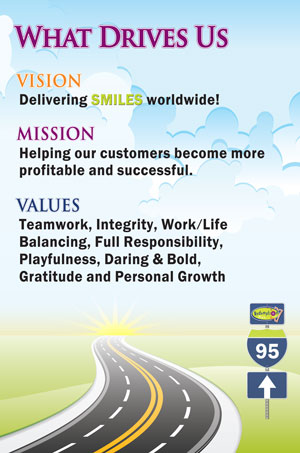 WHAT DRIVES US
VISION
Delivering SMILES worldwide!
MISSION
Helping our customers become more
profitable and successful.
VALUES
Teamwork, Integrity, Work/Life
Balancing, Full Responsibility,
Playfulness, Daring & Bold,
Gratitude and Personal Growth
95